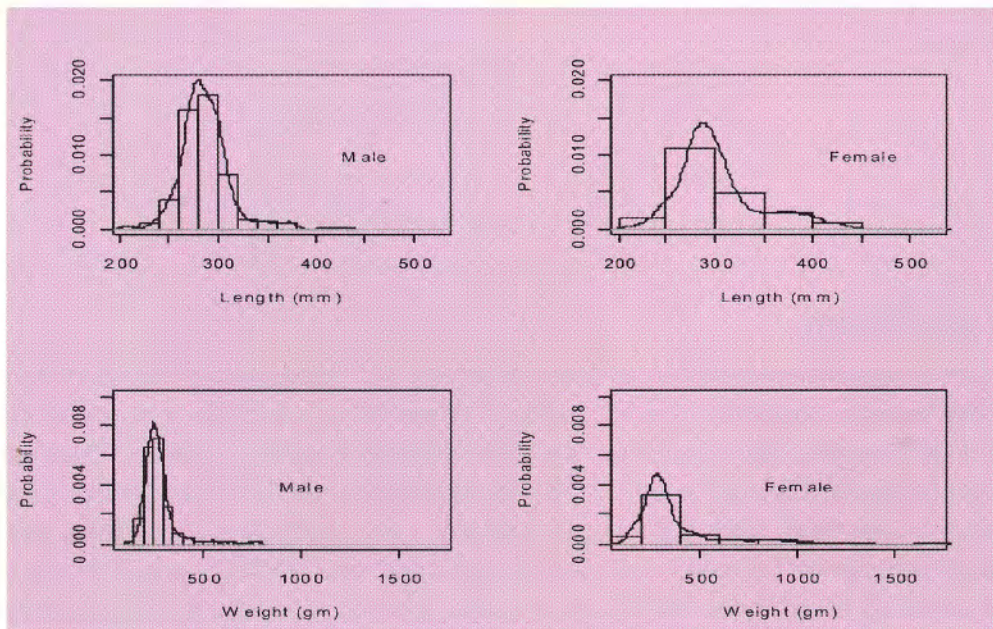 Probability
0.000 0.010 0.020
Male
200 300 400 500
Length (mm)
Probability
0.000 0.010 0.020
Female
200 300 400 500
Length (mm)
Probability
0.000 0.004 0.008
Male
500 1000 1500
Weight (gm)
Probability
0.000 0.004 0.008
Female
500 1000 1500
Weight (gm)